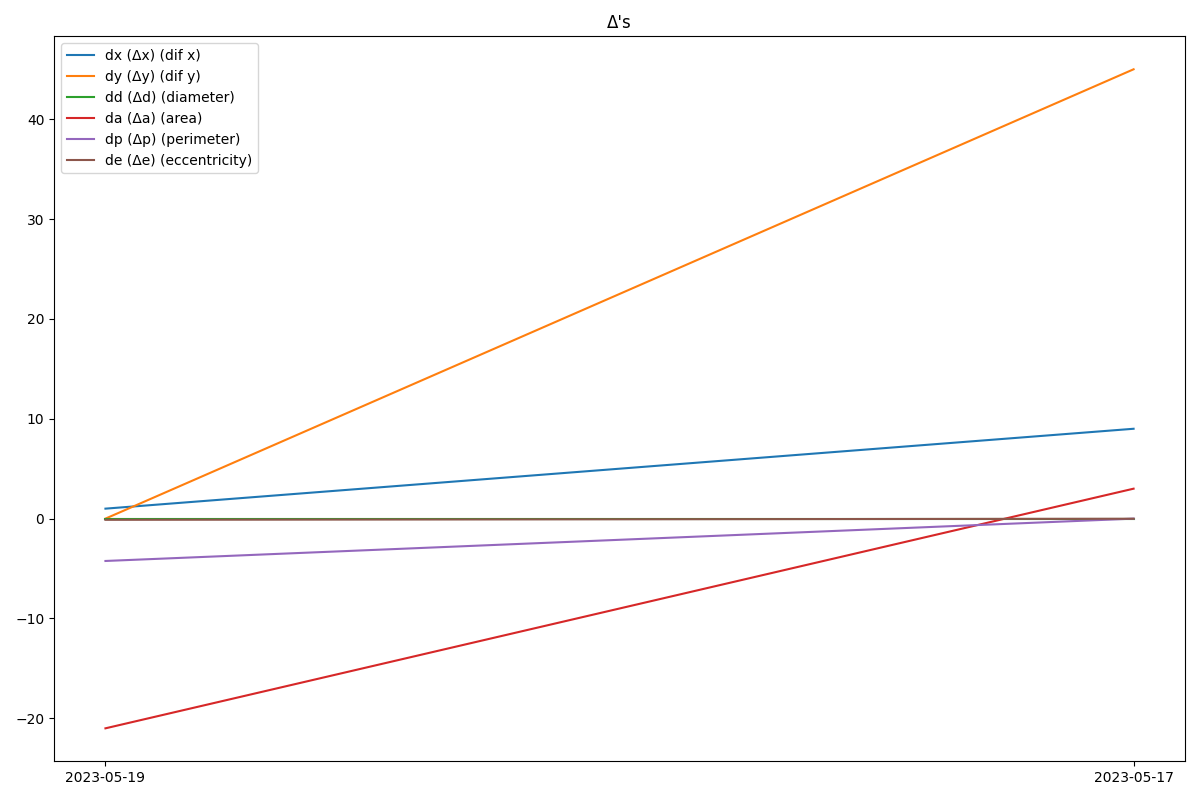 Δ's
dx (Δx) (dif x)
dy (Δy) (dif y)
dd (Δd) (diameter)
da (Δa) (area)
dp (Δp) (perimeter)
de (Δe) (eccentricity)
40
30
20
10
0
−10
−20
2023-05-19 2023-05-17